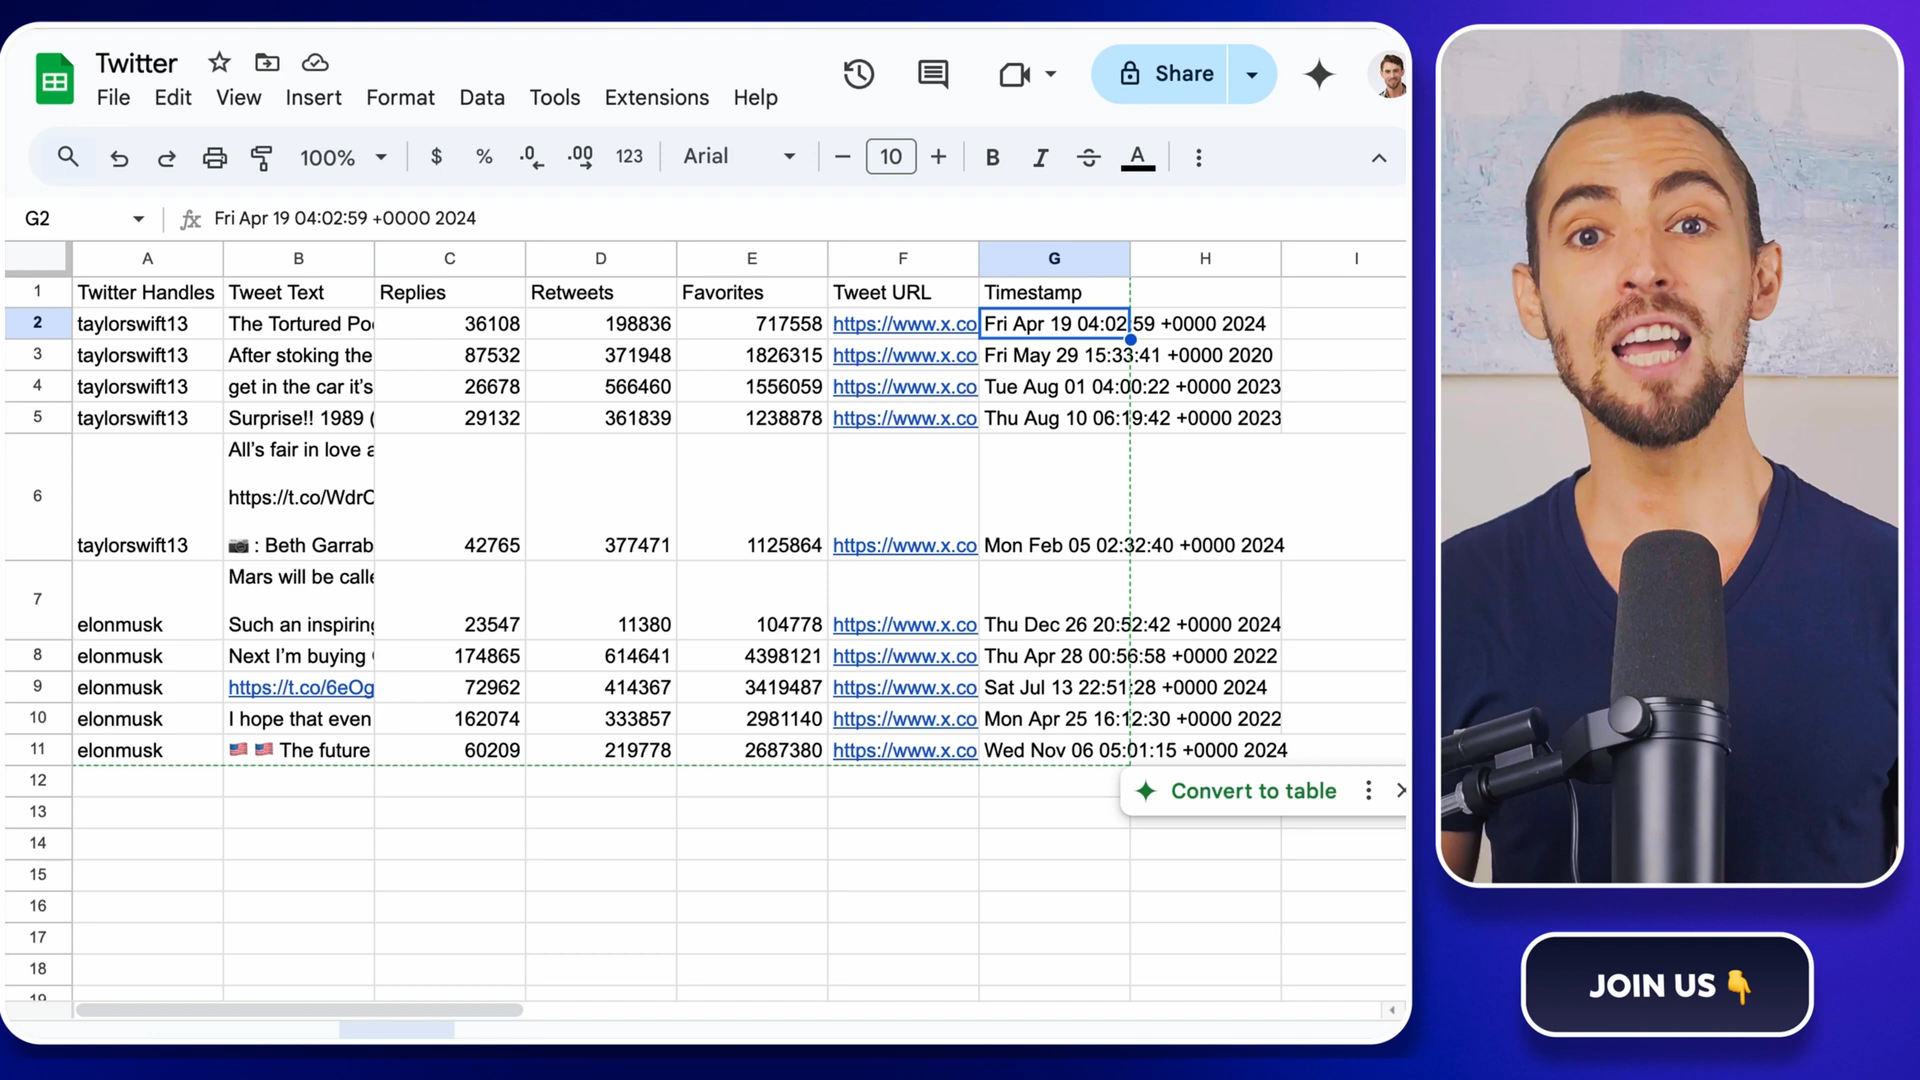 Twitter
File Edit View Insert Format Data Tools Extensions Help
Share
100% $ % .0 .00 123 Arial 10 B I A
G2 fx Fri Apr 19 04:02:59 +0000 2024
A B C D E F G H I
1 Twitter Handles Tweet Text Replies Retweets Favorites Tweet URL Timestamp
2 taylorswift13 The Tortured Po 36108 198836 717558 https://www.x.co Fri Apr 19 04:02:59 +0000 2024
3 taylorswift13 After stoking the 87532 371948 1826315 https://www.x.co Fri May 29 15:33:41 +0000 2020
4 taylorswift13 get in the car it's 26678 566460 1556059 https://www.x.co Tue Aug 01 04:00:22 +0000 2023
5 taylorswift13 Surprise!! 1989 ( 29132 361839 1238878 https://www.x.co Thu Aug 10 06:19:42 +0000 2023
All's fair in love a
6 https://t.co/WdrC
taylorswift13 📷 : Beth Garrab 42765 377471 1125864 https://www.x.co Mon Feb 05 02:32:40 +0000 2024
Mars will be calle
7
elonmusk Such an inspiring 23547 11380 104778 https://www.x.co Thu Dec 26 20:52:42 +0000 2024
8 elonmusk Next I'm buying 174865 614641 4398121 https://www.x.co Thu Apr 28 00:56:58 +0000 2022
9 elonmusk https://t.co/6eOg 72962 414367 3419487 https://www.x.co Sat Jul 13 22:51:28 +0000 2024
10 elonmusk I hope that even 162074 333857 2981140 https://www.x.co Mon Apr 25 16:12:30 +0000 2022
11 elonmusk 🇺🇸 🇺🇸 The future 60209 219778 2687380 https://www.x.co Wed Nov 06 05:01:15 +0000 2024
12
Convert to table
13
14
15
16
17
18
19
JOIN US 👇